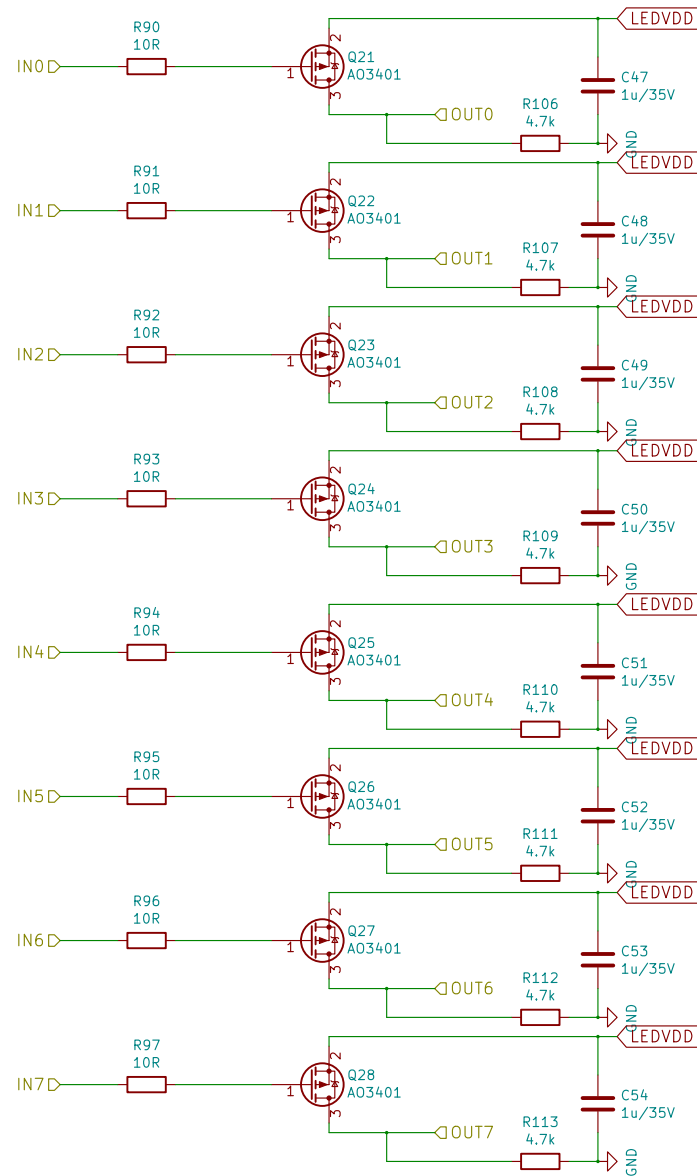 R90
10R
IN0
1
2
3
Q21
AO3401
OUT0
R106
4.7k
LEDVDD
C47
1u/35V
GND
R91
10R
IN1
1
2
3
Q22
AO3401
OUT1
R107
4.7k
LEDVDD
C48
1u/35V
GND
R92
10R
IN2
1
2
3
Q23
AO3401
OUT2
R108
4.7k
LEDVDD
C49
1u/35V
GND
R93
10R
IN3
1
2
3
Q24
AO3401
OUT3
R109
4.7k
LEDVDD
C50
1u/35V
GND
R94
10R
IN4
1
2
3
Q25
AO3401
OUT4
R110
4.7k
LEDVDD
C51
1u/35V
GND
R95
10R
IN5
1
2
3
Q26
AO3401
OUT5
R111
4.7k
LEDVDD
C52
1u/35V
GND
R96
10R
IN6
1
2
3
Q27
AO3401
OUT6
R112
4.7k
LEDVDD
C53
1u/35V
GND
R97
10R
IN7
1
2
3
Q28
AO3401
OUT7
R113
4.7k
LEDVDD
C54
1u/35V
GND